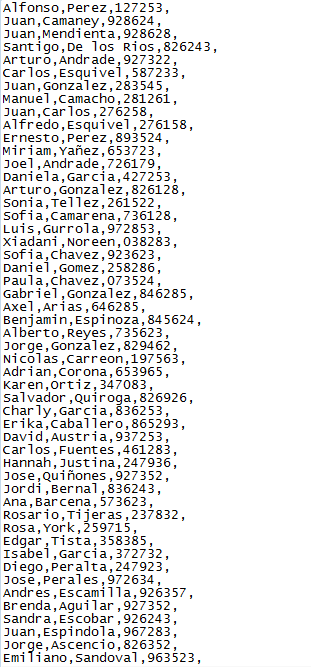 Alfonso,Perez,127253,
Juan,Camaney,928624,
Juan,Mendienta,928628,
Santigo,De los Rios,826243,
Arturo,Andrade,927322,
Carlos,Esquivel,587233,
Juan,Gonzalez,283545,
Manuel,Camacho,281261,
Juan,Carlos,276258,
Alfredo,Esquivel,276158,
Ernesto,Perez,893524,
Miriam,Yañez,653723,
Joel,Andrade,726179,
Daniela,Garcia,427253,
Arturo,Gonzalez,826128,
Sonia,Tellez,261522,
Sofia,Camarena,736128,
Luis,Gurrola,972853,
Xiadani,Noreen,038283,
Sofia,Chavez,923623,
Daniel,Gomez,258286,
Paula,Chavez,073524,
Gabriel,Gonzalez,846285,
Axel,Arias,646285,
Benjamin,Espinoza,845624,
Alberto,Reyes,735623,
Jorge,Gonzalez,829462,
Nicolas,Carreon,197563,
Adrian,Corona,653965,
Karen,Ortiz,347083,
Salvador,Quiroga,826926,
Charly,Garcia,836253,
Erika,Caballero,865293,
David,Austria,937253,
Carlos,Fuentes,461283,
Hannah,Justina,247936,
Jose,Quiñones,927352,
Jordi,Bernal,836243,
Ana,Barcena,573623,
Rosario,Tijeras,237832,
Rosa,York,259715,
Edgar,Tista,358385,
Isabel,Garcia,372732,
Diego,Peralta,247923,
Jose,Perales,972634,
Andres,Escamilla,926357,
Brenda,Aguilar,927352,
Sandra,Escobar,926243,
Juan,Espindola,967283,
Jorge,Ascencio,826352,
Emiliano,Sandoval,963523,